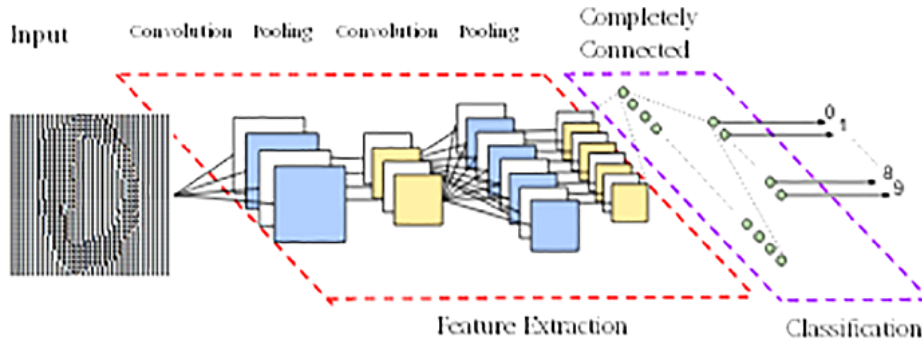 Input
Convolution
Pooling
Convolution
Pooling
Completely
Connected
0
1
8
9
Feature Extraction
Classification